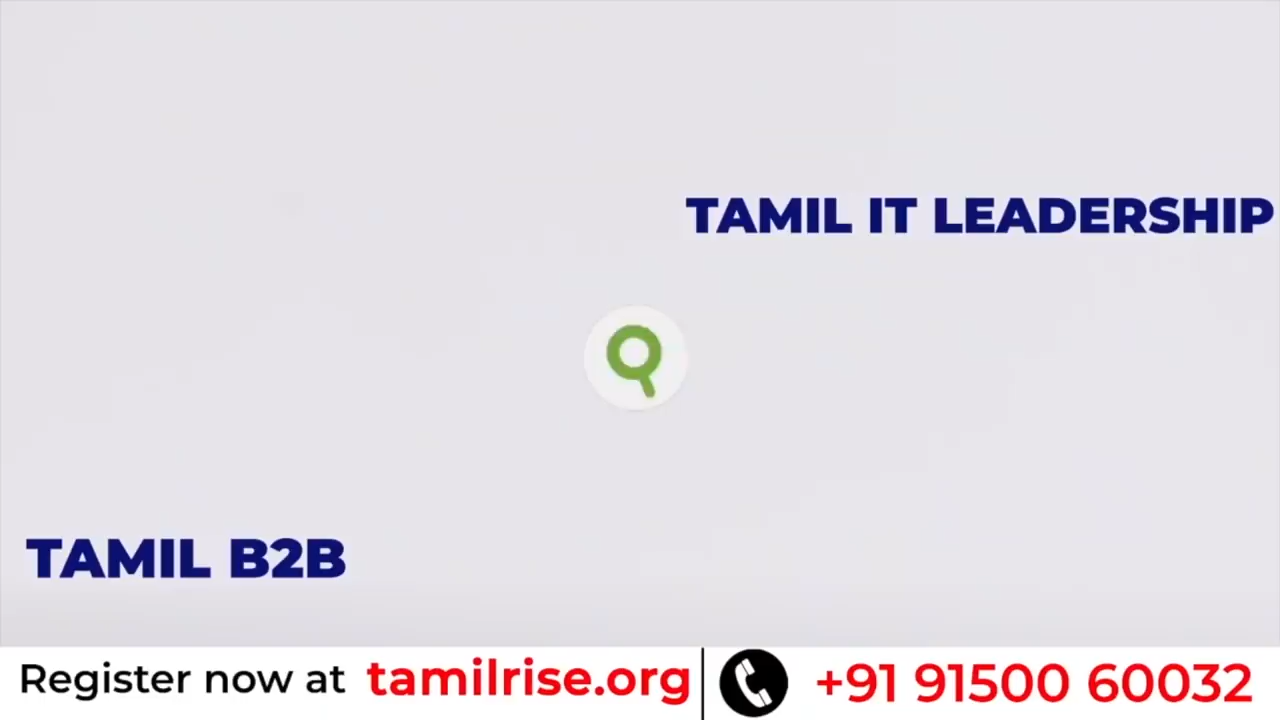 TAMIL IT LEADERSHIP
TAMIL B2B
Register now at tamilrise.org
+91 91500 60032